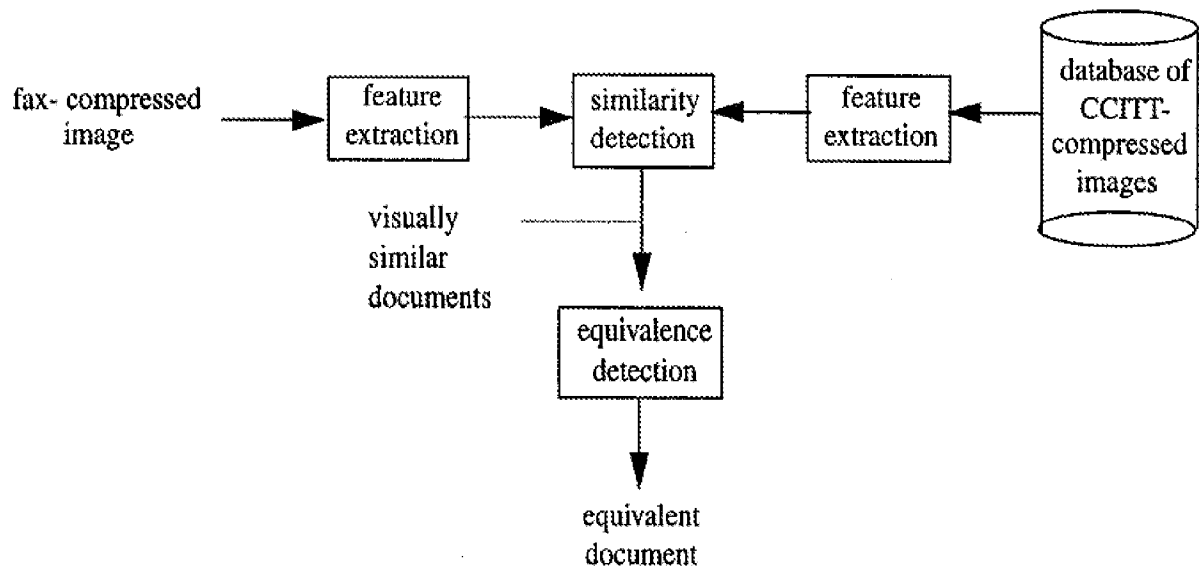 fax- compressed
image
feature
extraction
similarity
detection
feature
extraction
database of
CCITT-
compressed
images
visually
similar
documents
equivalence
detection
equivalent
document